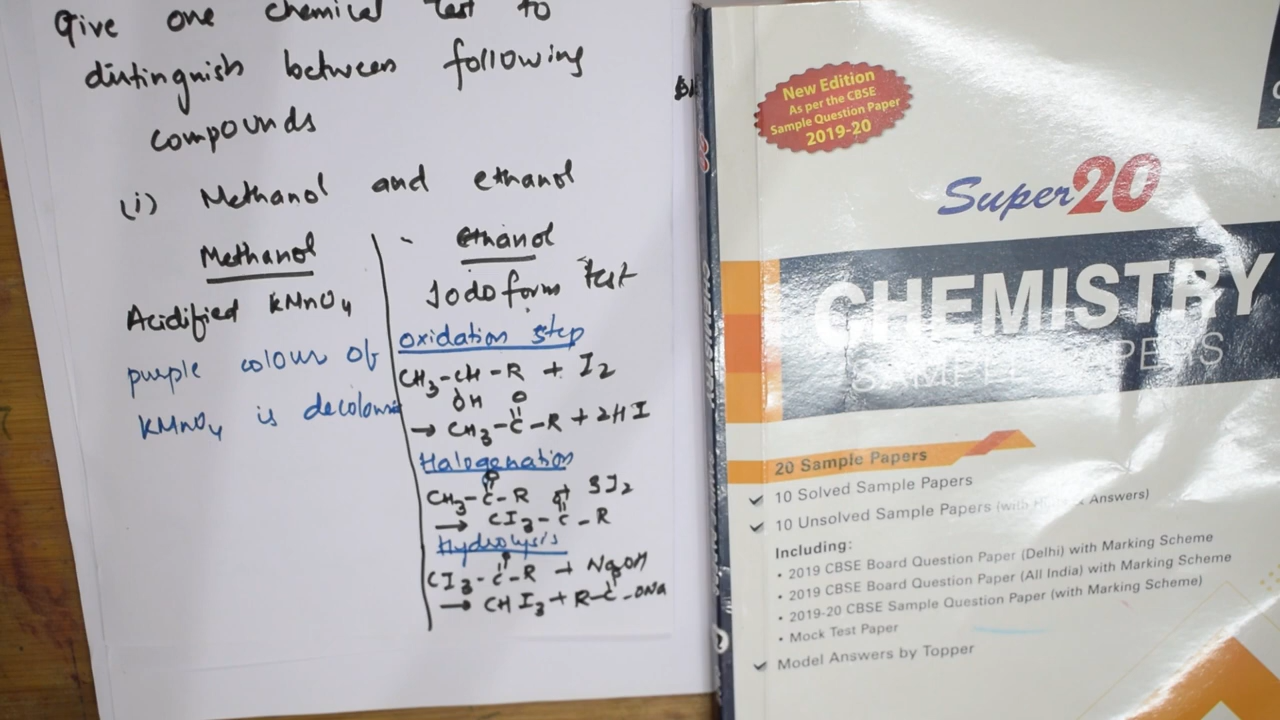 Give one chemical test to
distinguish between following
compounds
(i) Methanol and ethanol
Methanol
Acidified KMnO4
purple colour of
KMnO4 is decolouris
Ethanol
Iodoform Test
Oxidation step
CH3-CH-R + I2
OH O
→ CH3-C-R + 2HI
Halogenation
CH3-C-R + 3I2
→ CI3-C-R
Hydrolysis
CI3-C-R + NaOH
→ CHI3 + R-C-ONa
New Edition
As per the CBSE
Sample Question Paper
2019-20
Super20
CHEMISTRY
SAMPLE PAPERS
20 Sample Papers
✓ 10 Solved Sample Papers
✓ 10 Unsolved Sample Papers (with & Answers)
Including:
• 2019 CBSE Board Question Paper (Delhi) with Marking Scheme
• 2019 CBSE Board Question Paper (All India) with Marking Scheme
• 2019-20 CBSE Sample Question Paper (with Marking Scheme)
• Mock Test Paper
✓ Model Answers by Topper